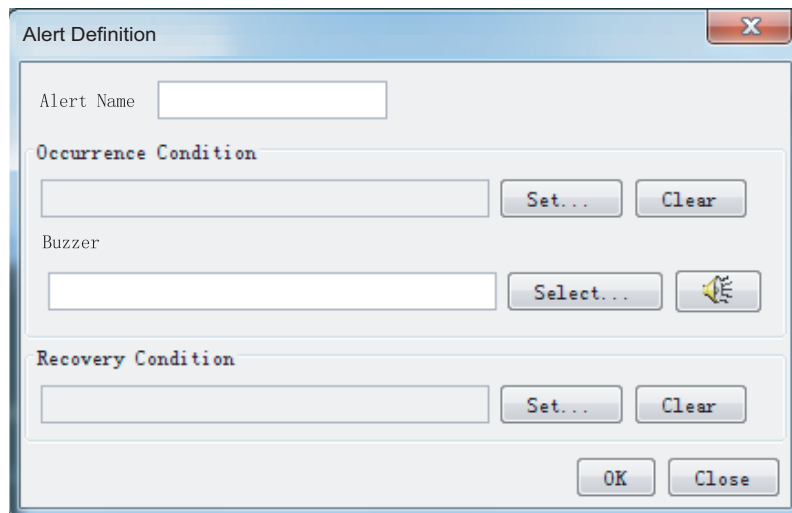 Alert Definition
Alert Name
Occurrence Condition
Set... Clear
Buzzer
Select...
Recovery Condition
Set... Clear
OK Close